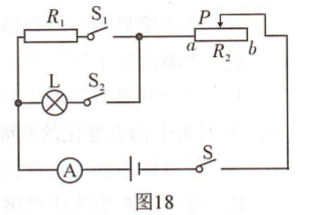 R₁ S₁ P
a R₂ b
L S₂
A S
图18